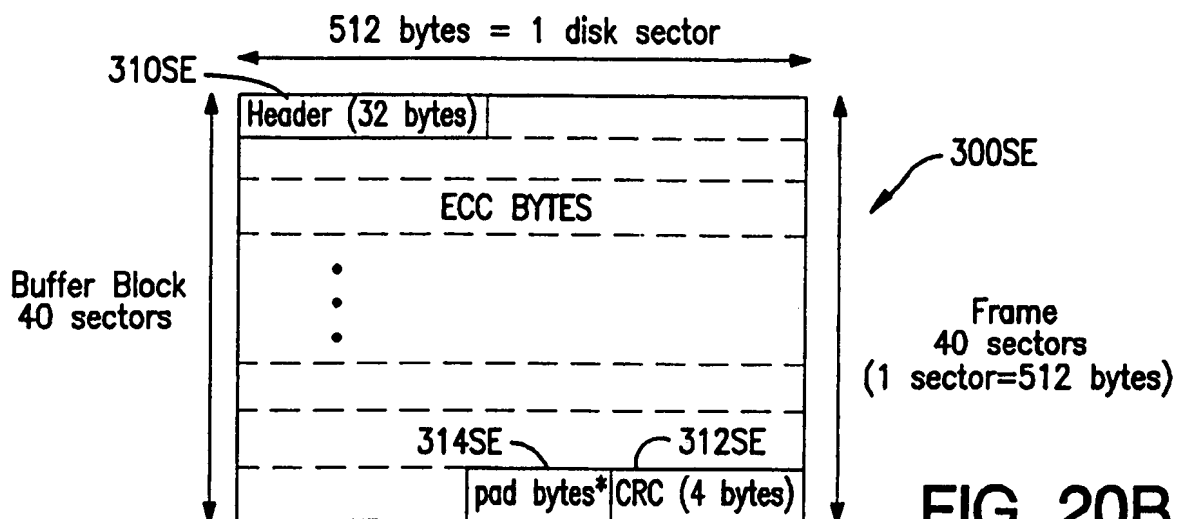 512 bytes = 1 disk sector
310SE
Header (32 bytes)
300SE
ECC BYTES
Buffer Block
40 sectors
Frame
40 sectors
(1 sector=512 bytes)
314SE
312SE
pad bytes*
CRC (4 bytes)
FIG. 20B